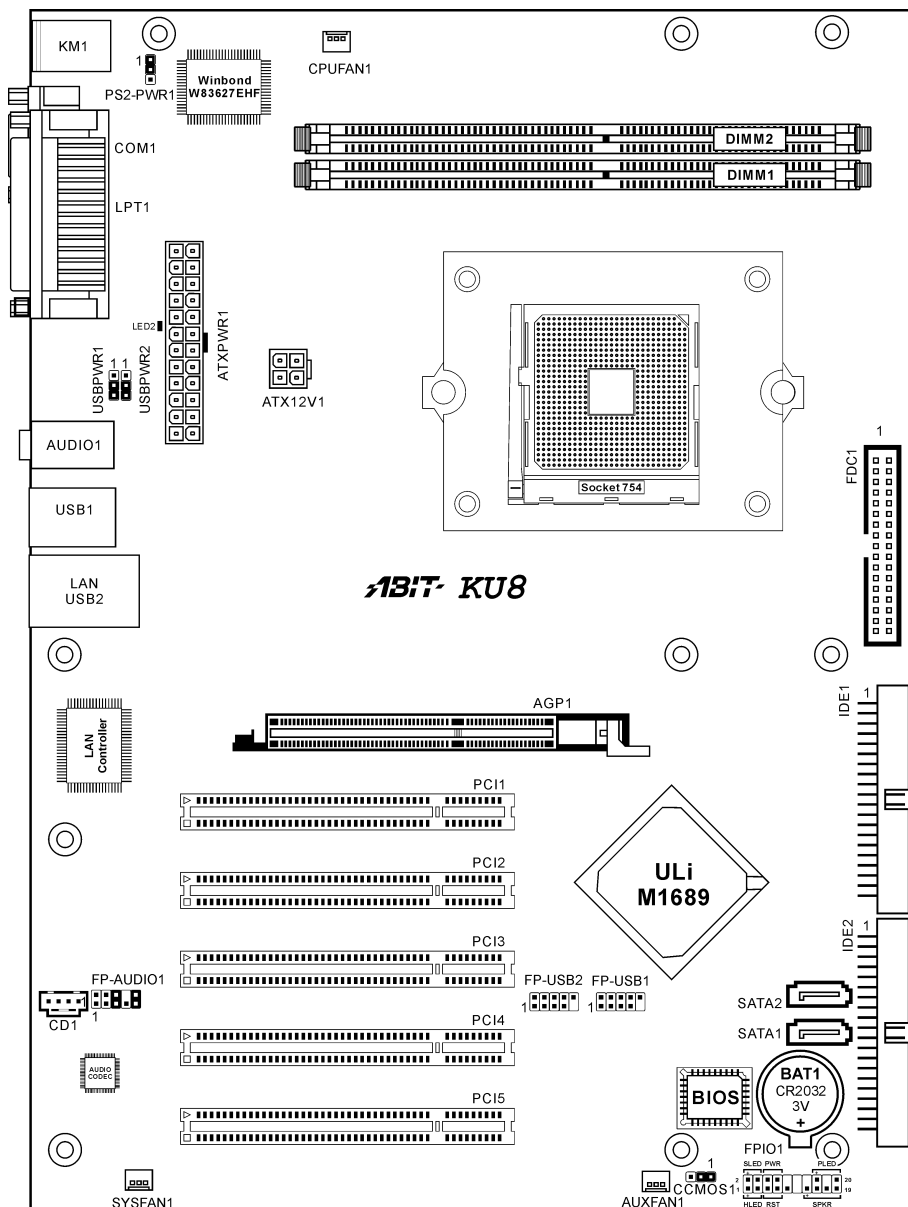 KM1
1
PS2-PWR1
Winbond
W83627EHF
CPUFAN1
DIMM2
DIMM1
COM1
LPT1
LED2
ATXPWR1
USBPWR1
1 1
USBPWR2
ATX12V1
Socket 754
AUDIO1
USB1
LAN
USB2
1
FDC1
ABIT KU8
LAN
Controller
AGP1
IDE1
1
PCI1
PCI2
PCI3
PCI4
PCI5
ULi
M1689
IDE2
1
FP-AUDIO1
1
1
CD1
FP-USB2
1
FP-USB1
1
SATA2
SATA1
AUDIO
CODEC
BIOS
BAT1
CR2032
3V
+
SYSFAN1
AUXFAN1
1
CCMOS1
FPIO1
SLED PWR PLED
2 20
1 19
HLED RST SPKR